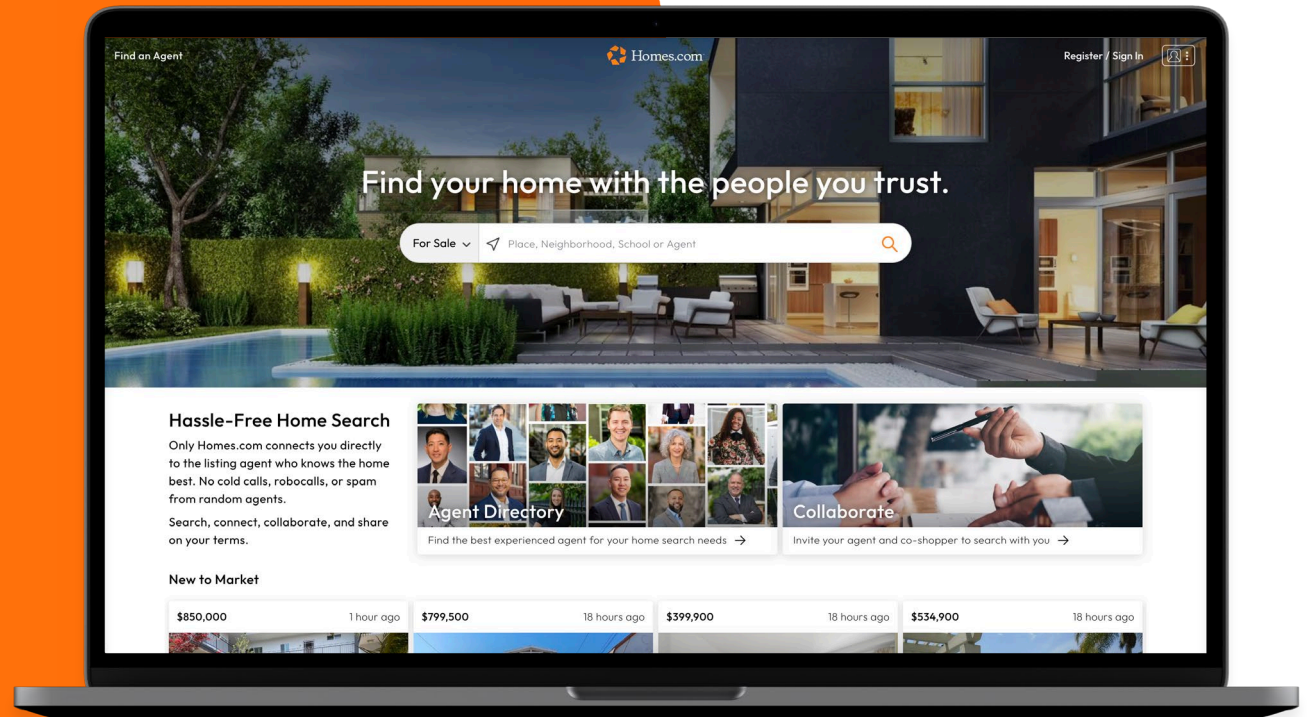 Find an Agent
Homes.com
Register / Sign In
Find your home with the people you trust.
For Sale
Place, Neighborhood, School or Agent
Hassle-Free Home Search
Only Homes.com connects you directly
to the listing agent who knows the home
best. No cold calls, robocalls, or spam
from random agents.
Search, connect, collaborate, and share
on your terms.
Agent Directory
Find the best experienced agent for your home search needs →
Collaborate
Invite your agent and co-shopper to search with you →
New to Market
$850,000 1 hour ago
$799,500 18 hours ago
$399,900 18 hours ago
$534,900 18 hours ago